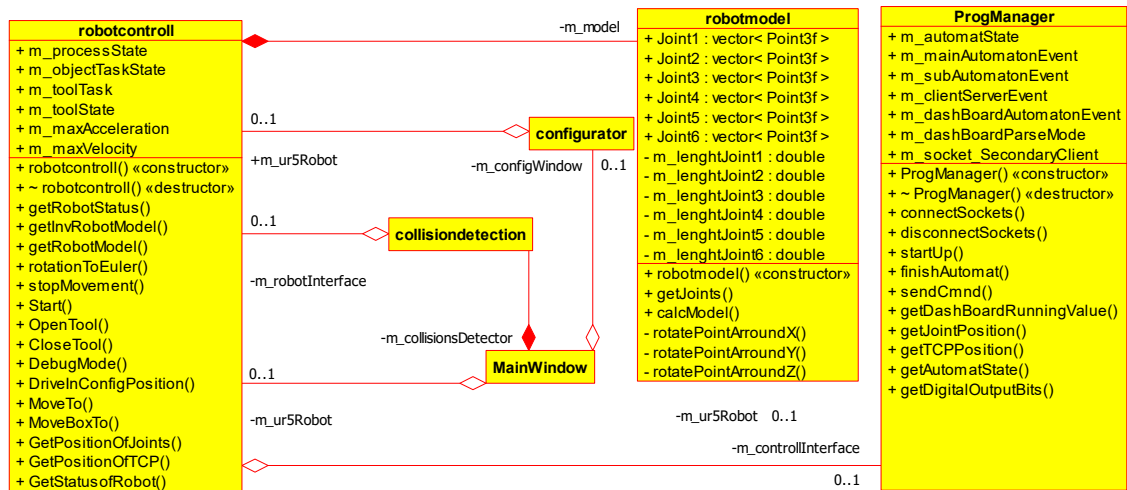 robotcontroll
+ m_processState
+ m_objectTaskState
+ m_toolTask
+ m_toolState
+ m_maxAcceleration
+ m_maxVelocity
+ robotcontroll() «constructor»
+ ~ robotcontroll() «destructor»
+ getRobotStatus()
+ getInvRobotModel()
+ getRobotModel()
+ rotationToEuler()
+ stopMovement()
+ Start()
+ OpenTool()
+ CloseTool()
+ DebugMode()
+ DriveInConfigPosition()
+ MoveTo()
+ MoveBoxTo()
+ GetPositionOfJoints()
+ GetPositionOfTCP()
+ GetStatusofRobot()
-m_model
0..1
+m_ur5Robot
configurator
-m_configWindow
0..1
0..1
collisiondetection
-m_robotInterface
-m_collisionsDetector
MainWindow
0..1
-m_ur5Robot
-m_ur5Robot 0..1
-m_controllInterface
0..1
robotmodel
+ Joint1 : vector< Point3f >
+ Joint2 : vector< Point3f >
+ Joint3 : vector< Point3f >
+ Joint4 : vector< Point3f >
+ Joint5 : vector< Point3f >
+ Joint6 : vector< Point3f >
- m_lenghtJoint1 : double
- m_lenghtJoint2 : double
- m_lenghtJoint3 : double
- m_lenghtJoint4 : double
- m_lenghtJoint5 : double
- m_lenghtJoint6 : double
+ robotmodel() «constructor»
+ getJoints()
+ calcModel()
- rotatePointArroundX()
- rotatePointArroundY()
- rotatePointArroundZ()
ProgManager
+ m_automatState
+ m_mainAutomatonEvent
+ m_subAutomatonEvent
+ m_clientServerEvent
+ m_dashBoardAutomatonEvent
+ m_dashBoardParseMode
+ m_socket_SecondaryClient
+ ProgManager() «constructor»
+ ~ ProgManager() «destructor»
+ connectSockets()
+ disconnectSockets()
+ startUp()
+ finishAutomat()
+ sendCmnd()
+ getDashBoardRunningValue()
+ getJointPosition()
+ getTCPPosition()
+ getAutomatState()
+ getDigitalOutputBits()